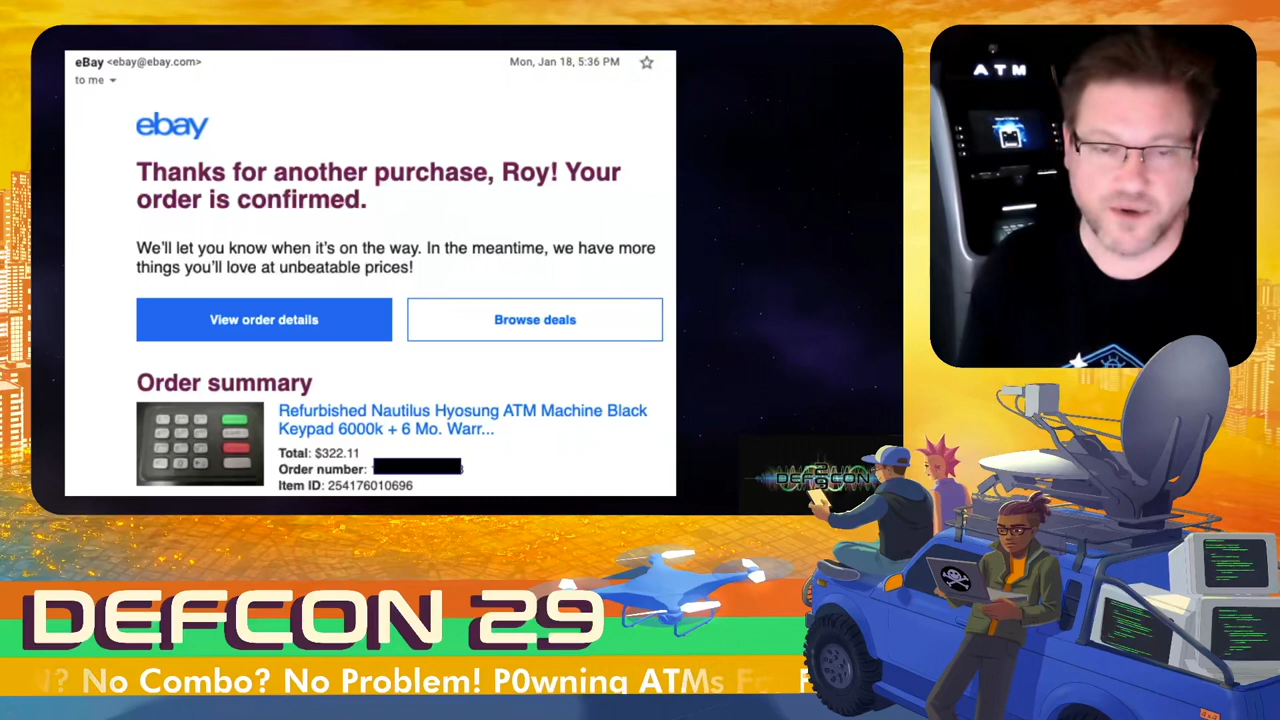 eBay <ebay@ebay.com>
Mon, Jan 18, 5:36 PM
to me
ebay
Thanks for another purchase, Roy! Your
order is confirmed.
We'll let you know when it's on the way. In the meantime, we have more
things you'll love at unbeatable prices!
View order details
Browse deals
Order summary
Refurbished Nautilus Hyosung ATM Machine Black
Keypad 6000k + 6 Mo. Warr...
Total: $322.11
Order number:
Item ID: 254176010696
ATM
DEFCON
DEFCON 29
? No Combo? No Problem! P0wning ATMs